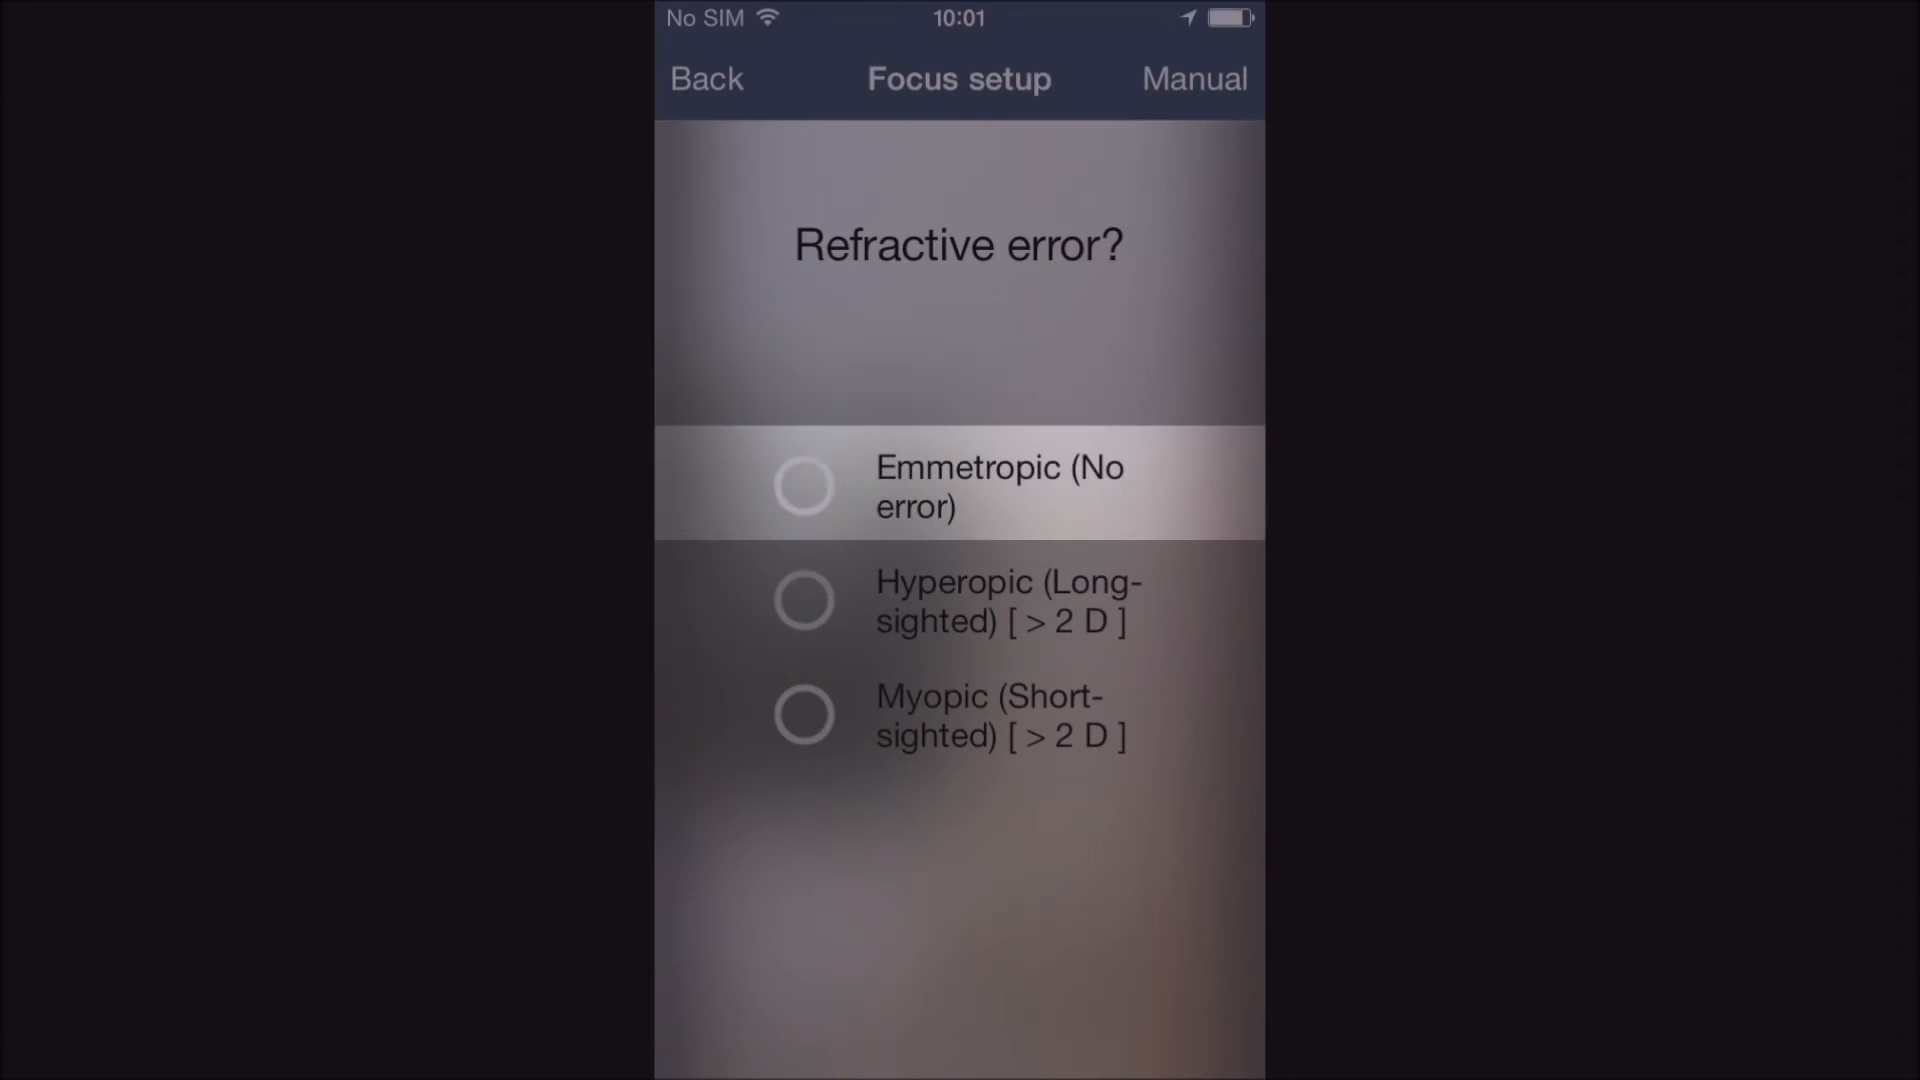 No SIM 10:01
Back Focus setup Manual
Refractive error?
Emmetropic (No
error)
Hyperopic (Long-
sighted) [ > 2 D ]
Myopic (Short-
sighted) [ > 2 D ]